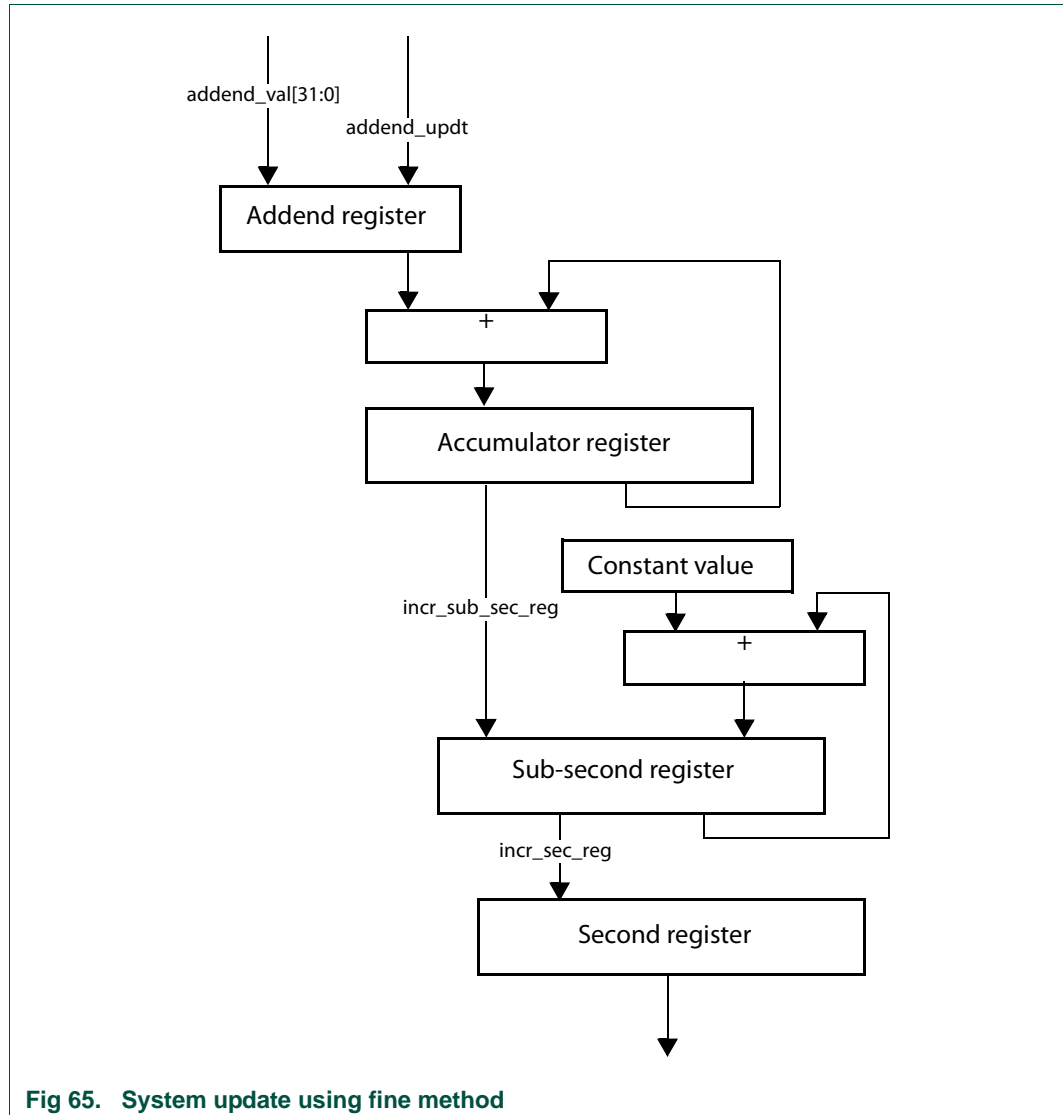 addend_val[31:0]
addend_updt
Addend register
+
Accumulator register
Constant value
incr_sub_sec_reg
+
Sub-second register
incr_sec_reg
Second register
Fig 65. System update using fine method